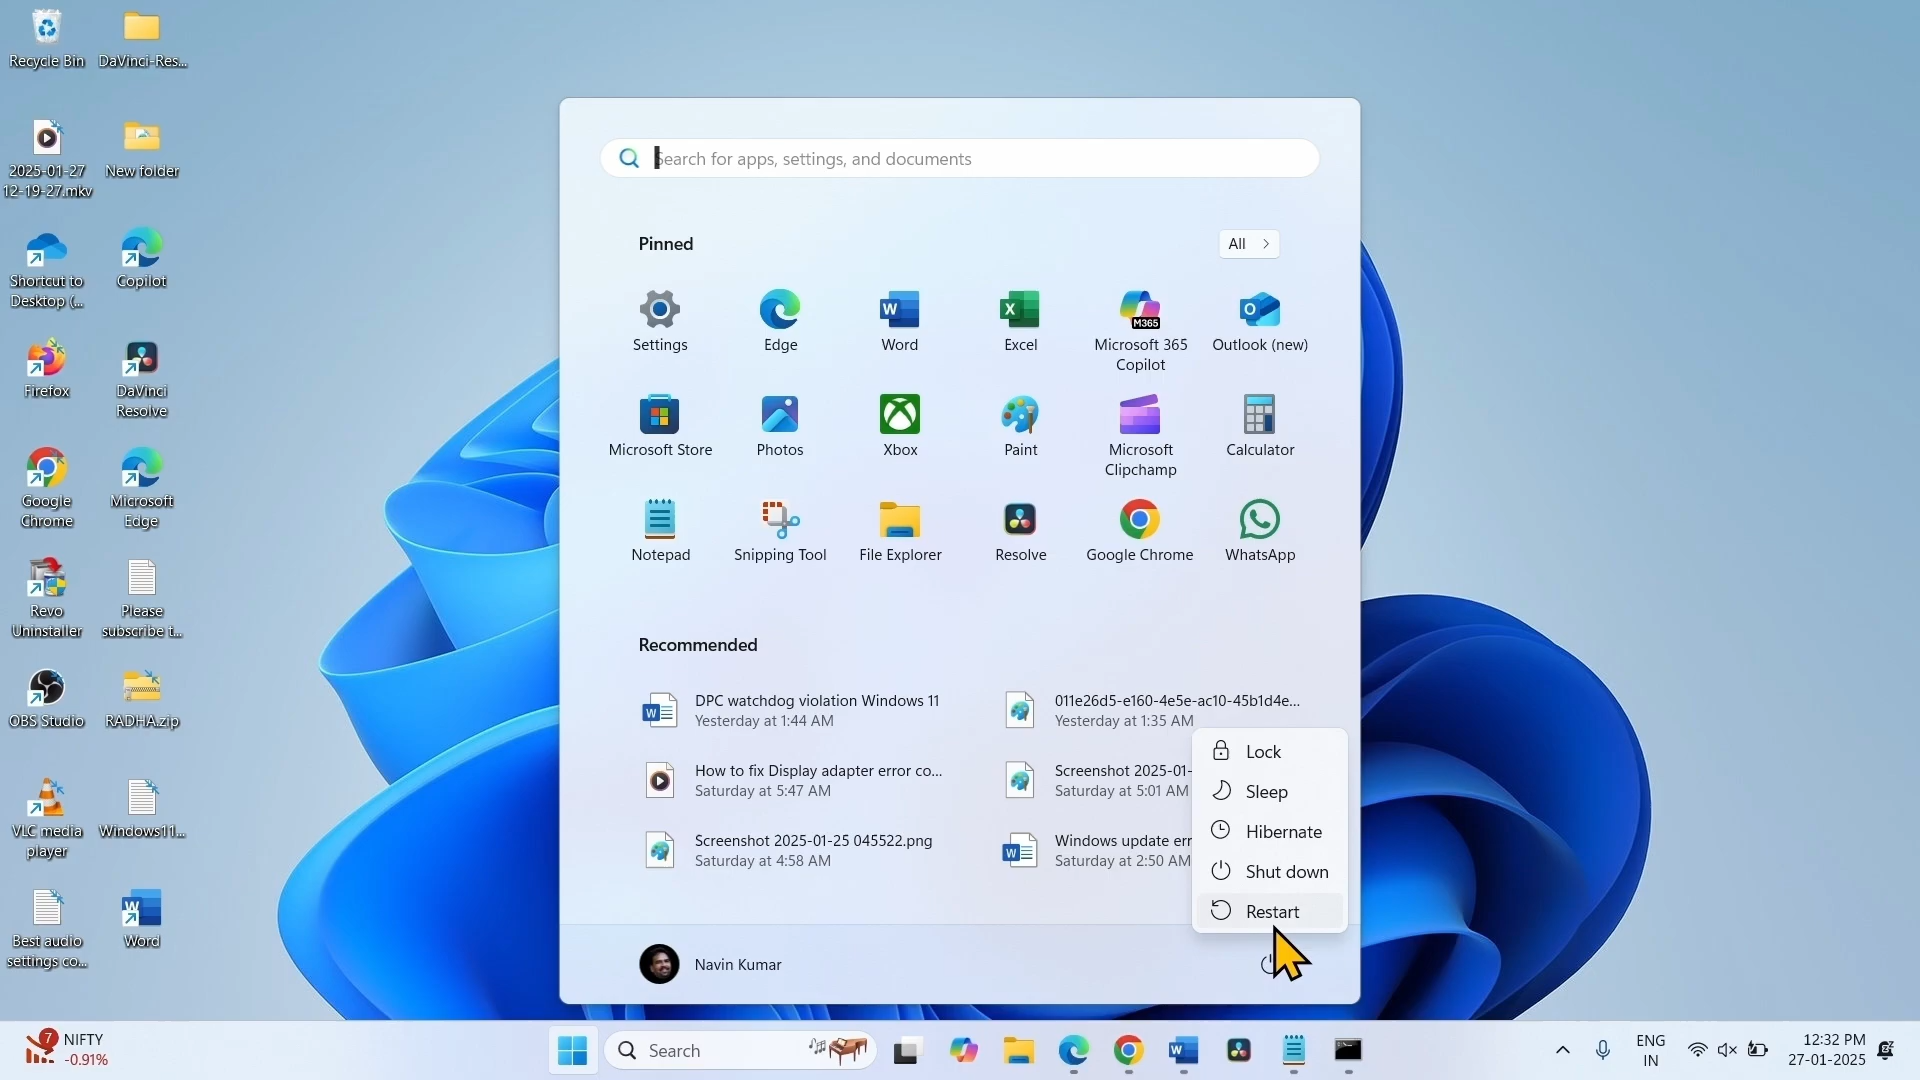 Recycle Bin
DaVinci-Res...
2025-01-27
12-19-27.mkv
New folder
Shortcut to
Desktop (...
Copilot
Firefox
DaVinci
Resolve
Google
Chrome
Microsoft
Edge
Revo
Uninstaller
Please
subscribe t...
OBS Studio
RADHA.zip
VLC media
player
Windows11...
Best audio
settings co...
Word
Search for apps, settings, and documents
Pinned
All
Settings
Edge
Word
Excel
M365
Microsoft 365
Copilot
Outlook (new)
Microsoft Store
Photos
Xbox
Paint
Microsoft
Clipchamp
Calculator
Notepad
Snipping Tool
File Explorer
Resolve
Google Chrome
WhatsApp
Recommended
DPC watchdog violation Windows 11
Yesterday at 1:44 AM
011e26d5-e160-4e5e-ac10-45b1d4e...
Yesterday at 1:35 AM
How to fix Display adapter error co...
Saturday at 5:47 AM
Screenshot 2025-01-
Saturday at 5:01 AM
Screenshot 2025-01-25 045522.png
Saturday at 4:58 AM
Windows update err
Saturday at 2:50 AM
Lock
Sleep
Hibernate
Shut down
Restart
Navin Kumar
7
NIFTY
-0.91%
Search
ENG
IN
12:32 PM
27-01-2025